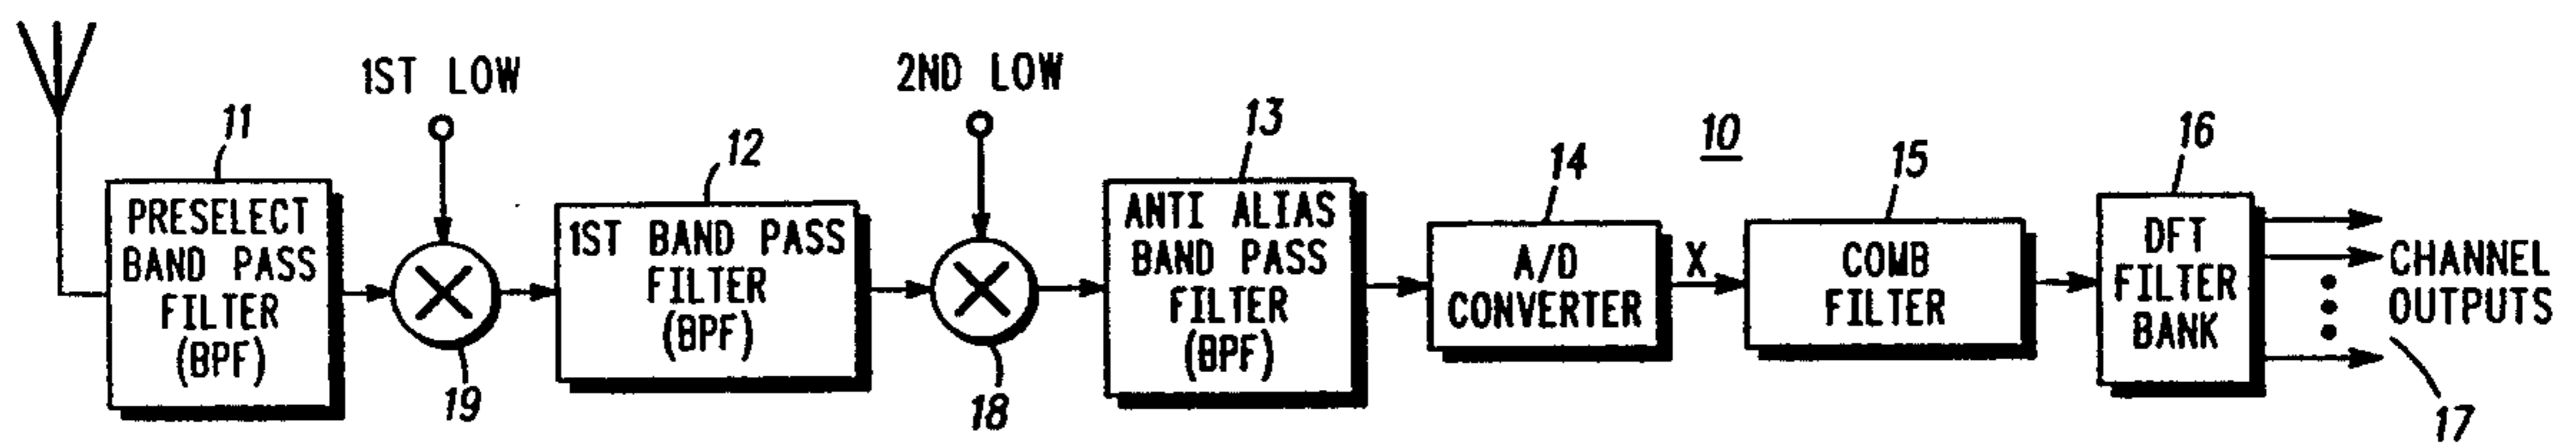 11
PRESELECT
BAND PASS
FILTER
(BPF)
1ST LOW
19
12
1ST BAND PASS
FILTER
(BPF)
2ND LOW
18
13
ANTI ALIAS
BAND PASS
FILTER
(BPF)
14
A/D
CONVERTER
X
10
15
COMB
FILTER
16
DFT
FILTER
BANK
CHANNEL
OUTPUTS
17